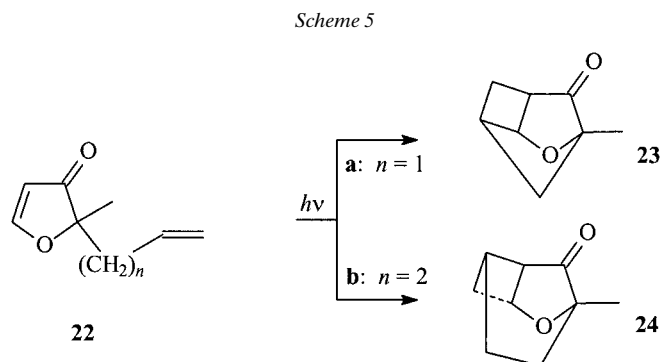 Scheme 5
O
O
(CH2)n
22
hν
a: n = 1
b: n = 2
O
O
23
O
O
24